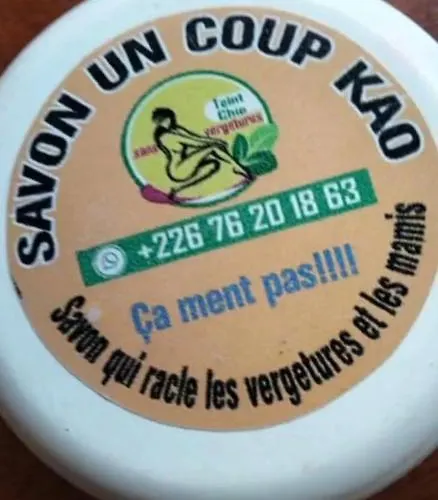 SAVON UN COUP KAO
Teint
Chic
sans vergetures
+226 76 20 18 63
Ça ment pas!!!!
Savon qui racle les vergetures et les mamis